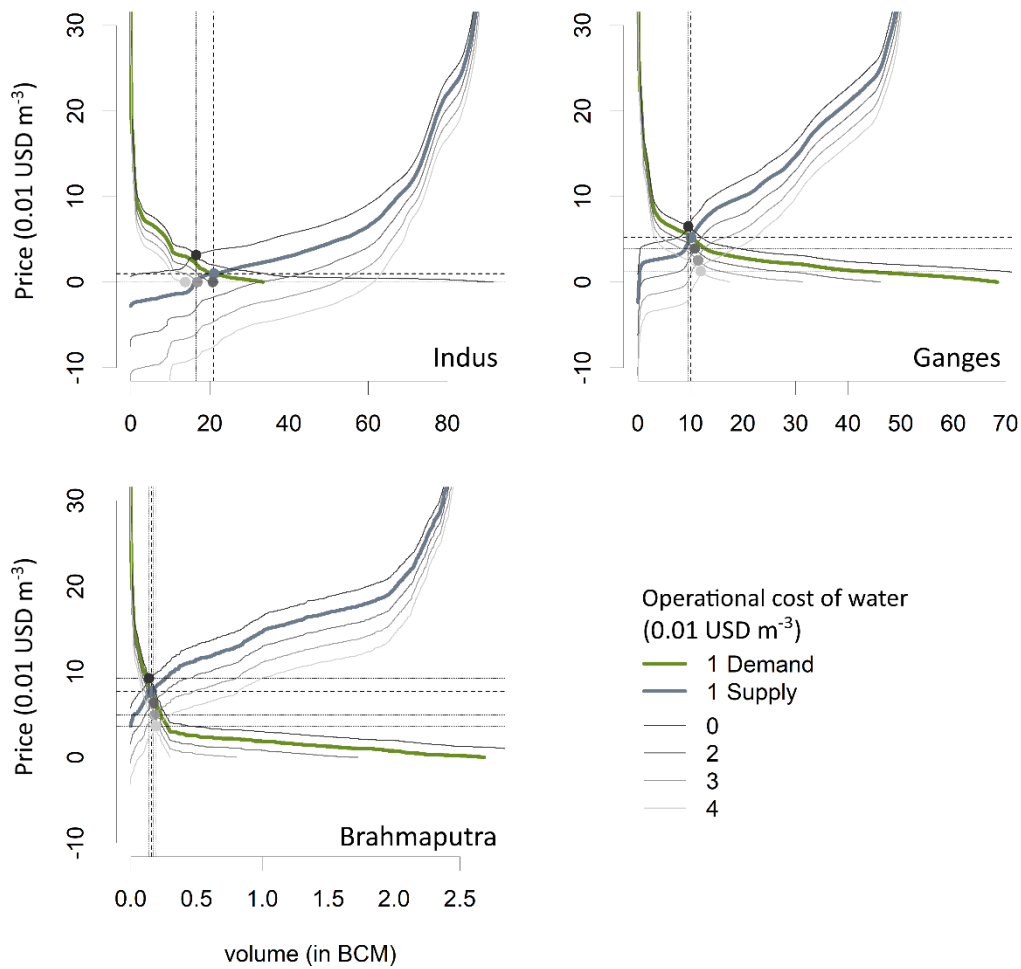 30
20
10
0
-10
Price (0.01 USD m-3)
Indus
0 20 40 60 80
30
20
10
0
-10
Ganges
0 10 20 30 40 50 60 70
30
20
10
0
-10
Price (0.01 USD m-3)
Brahmaputra
0.0 0.5 1.0 1.5 2.0 2.5
volume (in BCM)
Operational cost of water
(0.01 USD m-3)
1 Demand
1 Supply
0
2
3
4